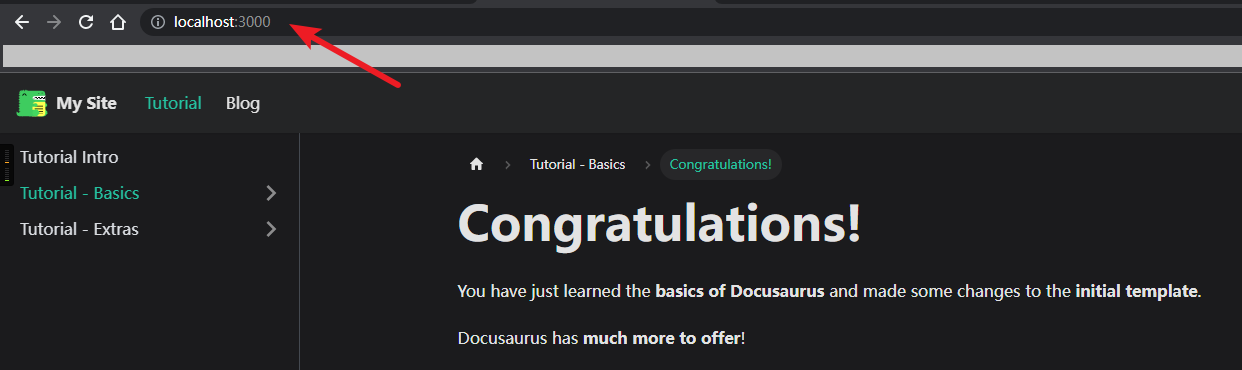 localhost:3000
My Site Tutorial Blog
Tutorial Intro
Tutorial - Basics
Tutorial - Extras
Tutorial - Basics Congratulations!
Congratulations!
You have just learned the basics of Docusaurus and made some changes to the initial template.
Docusaurus has much more to offer!